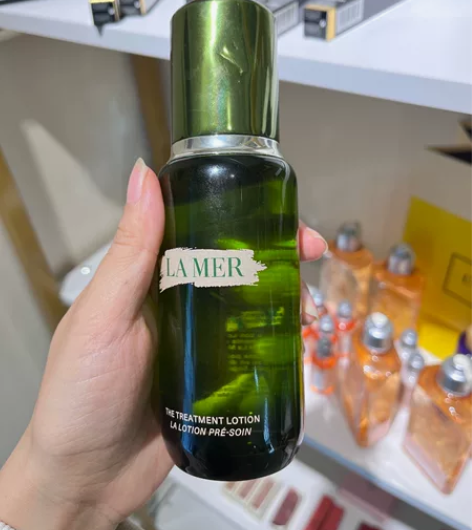 LA MER
THE TREATMENT LOTION
LA LOTION PRÉ-SOIN